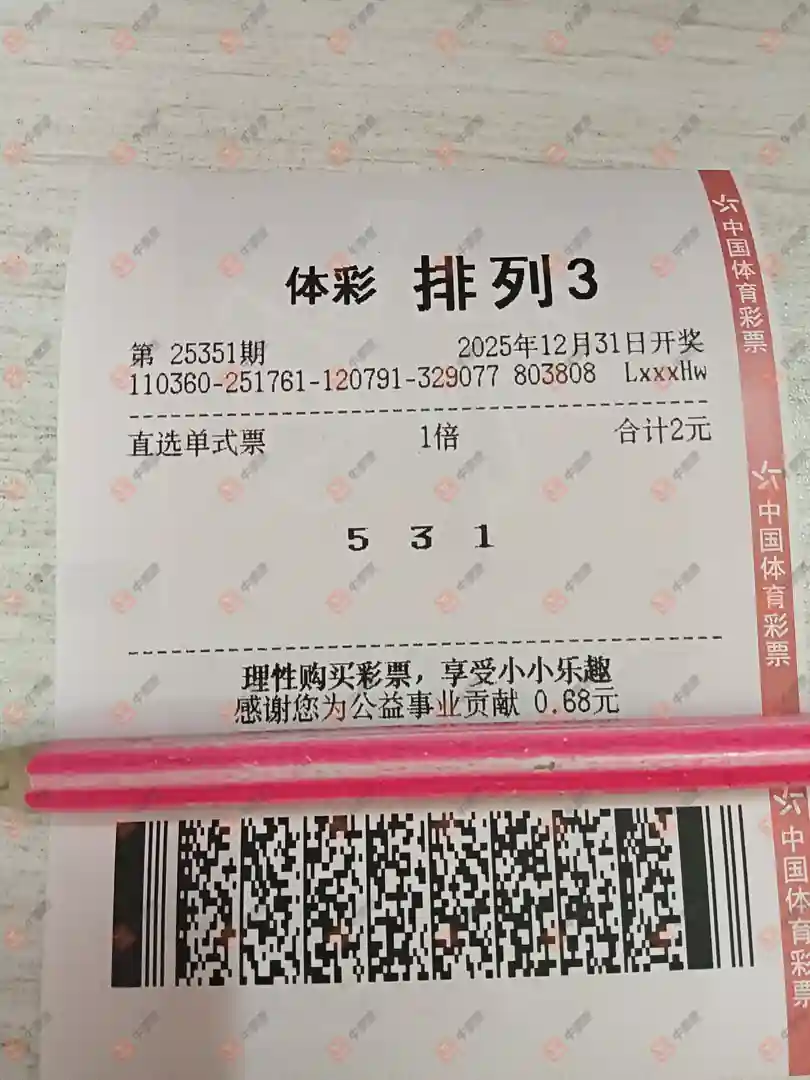 体彩 排列3
第 25351期 2025年12月31日开奖
110360-251761-120791-329077 803808 LxxxHw
直选单式票 1倍 合计2元
5 3 1
理性购买彩票，享受小小乐趣
感谢您为公益事业贡献 0.68元
中国体育彩票
中国体育彩票
中国体育彩票